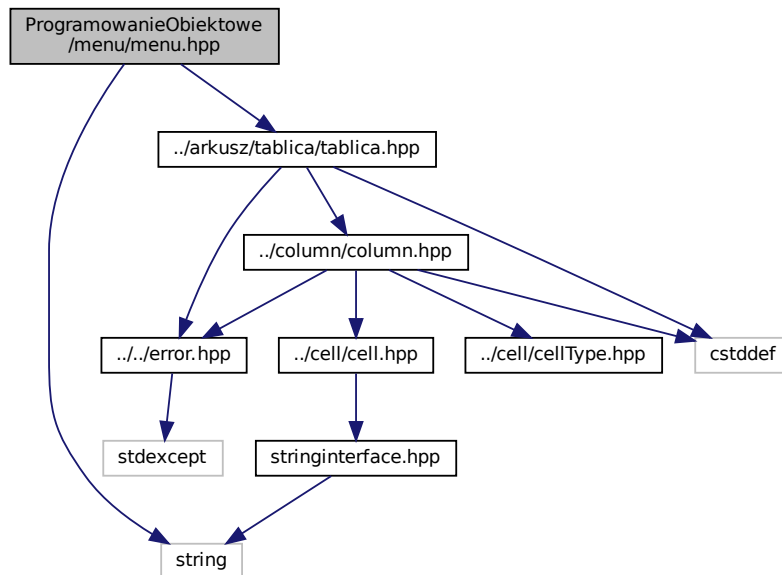 ProgramowanieObiektowe
/menu/menu.hpp
../arkusz/tablica/tablica.hpp
../column/column.hpp
../../error.hpp
../cell/cell.hpp
../cell/cellType.hpp
cstddef
stdexcept
stringinterface.hpp
string